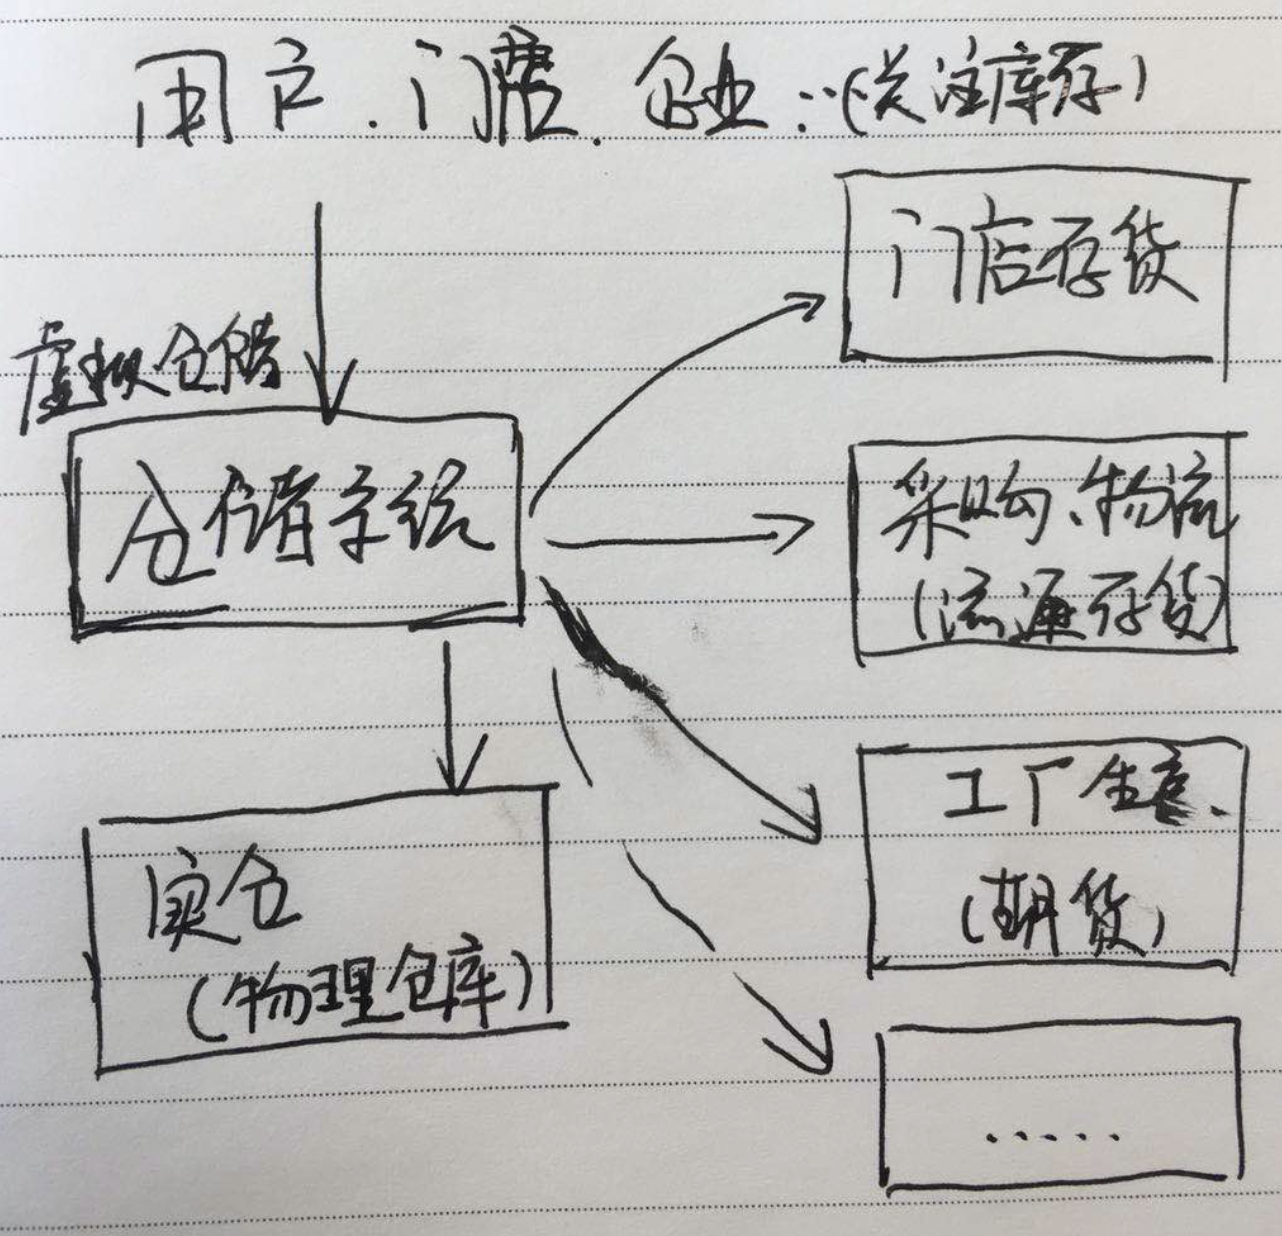 用户.门店.企业:(关注库存)
门店存货
虚拟仓储
仓储系统
采购、物流
(流通存货)
工厂生产、
(期货)
实仓
(物理仓库)
......